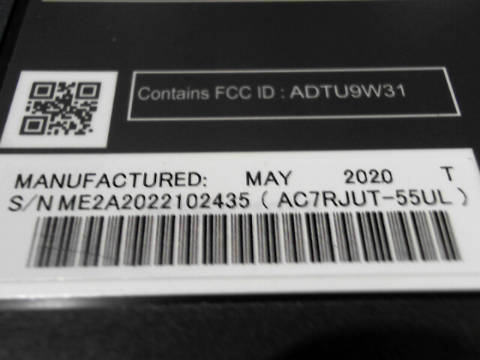 Contains FCC ID : ADTU9W31
MANUFACTURED: MAY 2020 T
S/N ME2A2022102435 ( AC7RJUT-55UL )